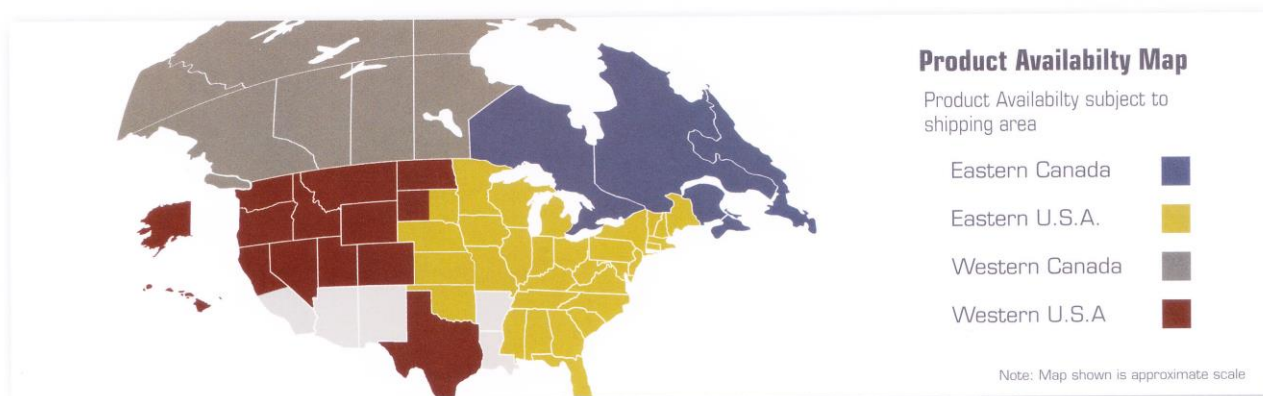 Product Availabilty Map
Product Availabilty subject to
shipping area
Eastern Canada
Eastern U.S.A.
Western Canada
Western U.S.A
Note: Map shown is approximate scale